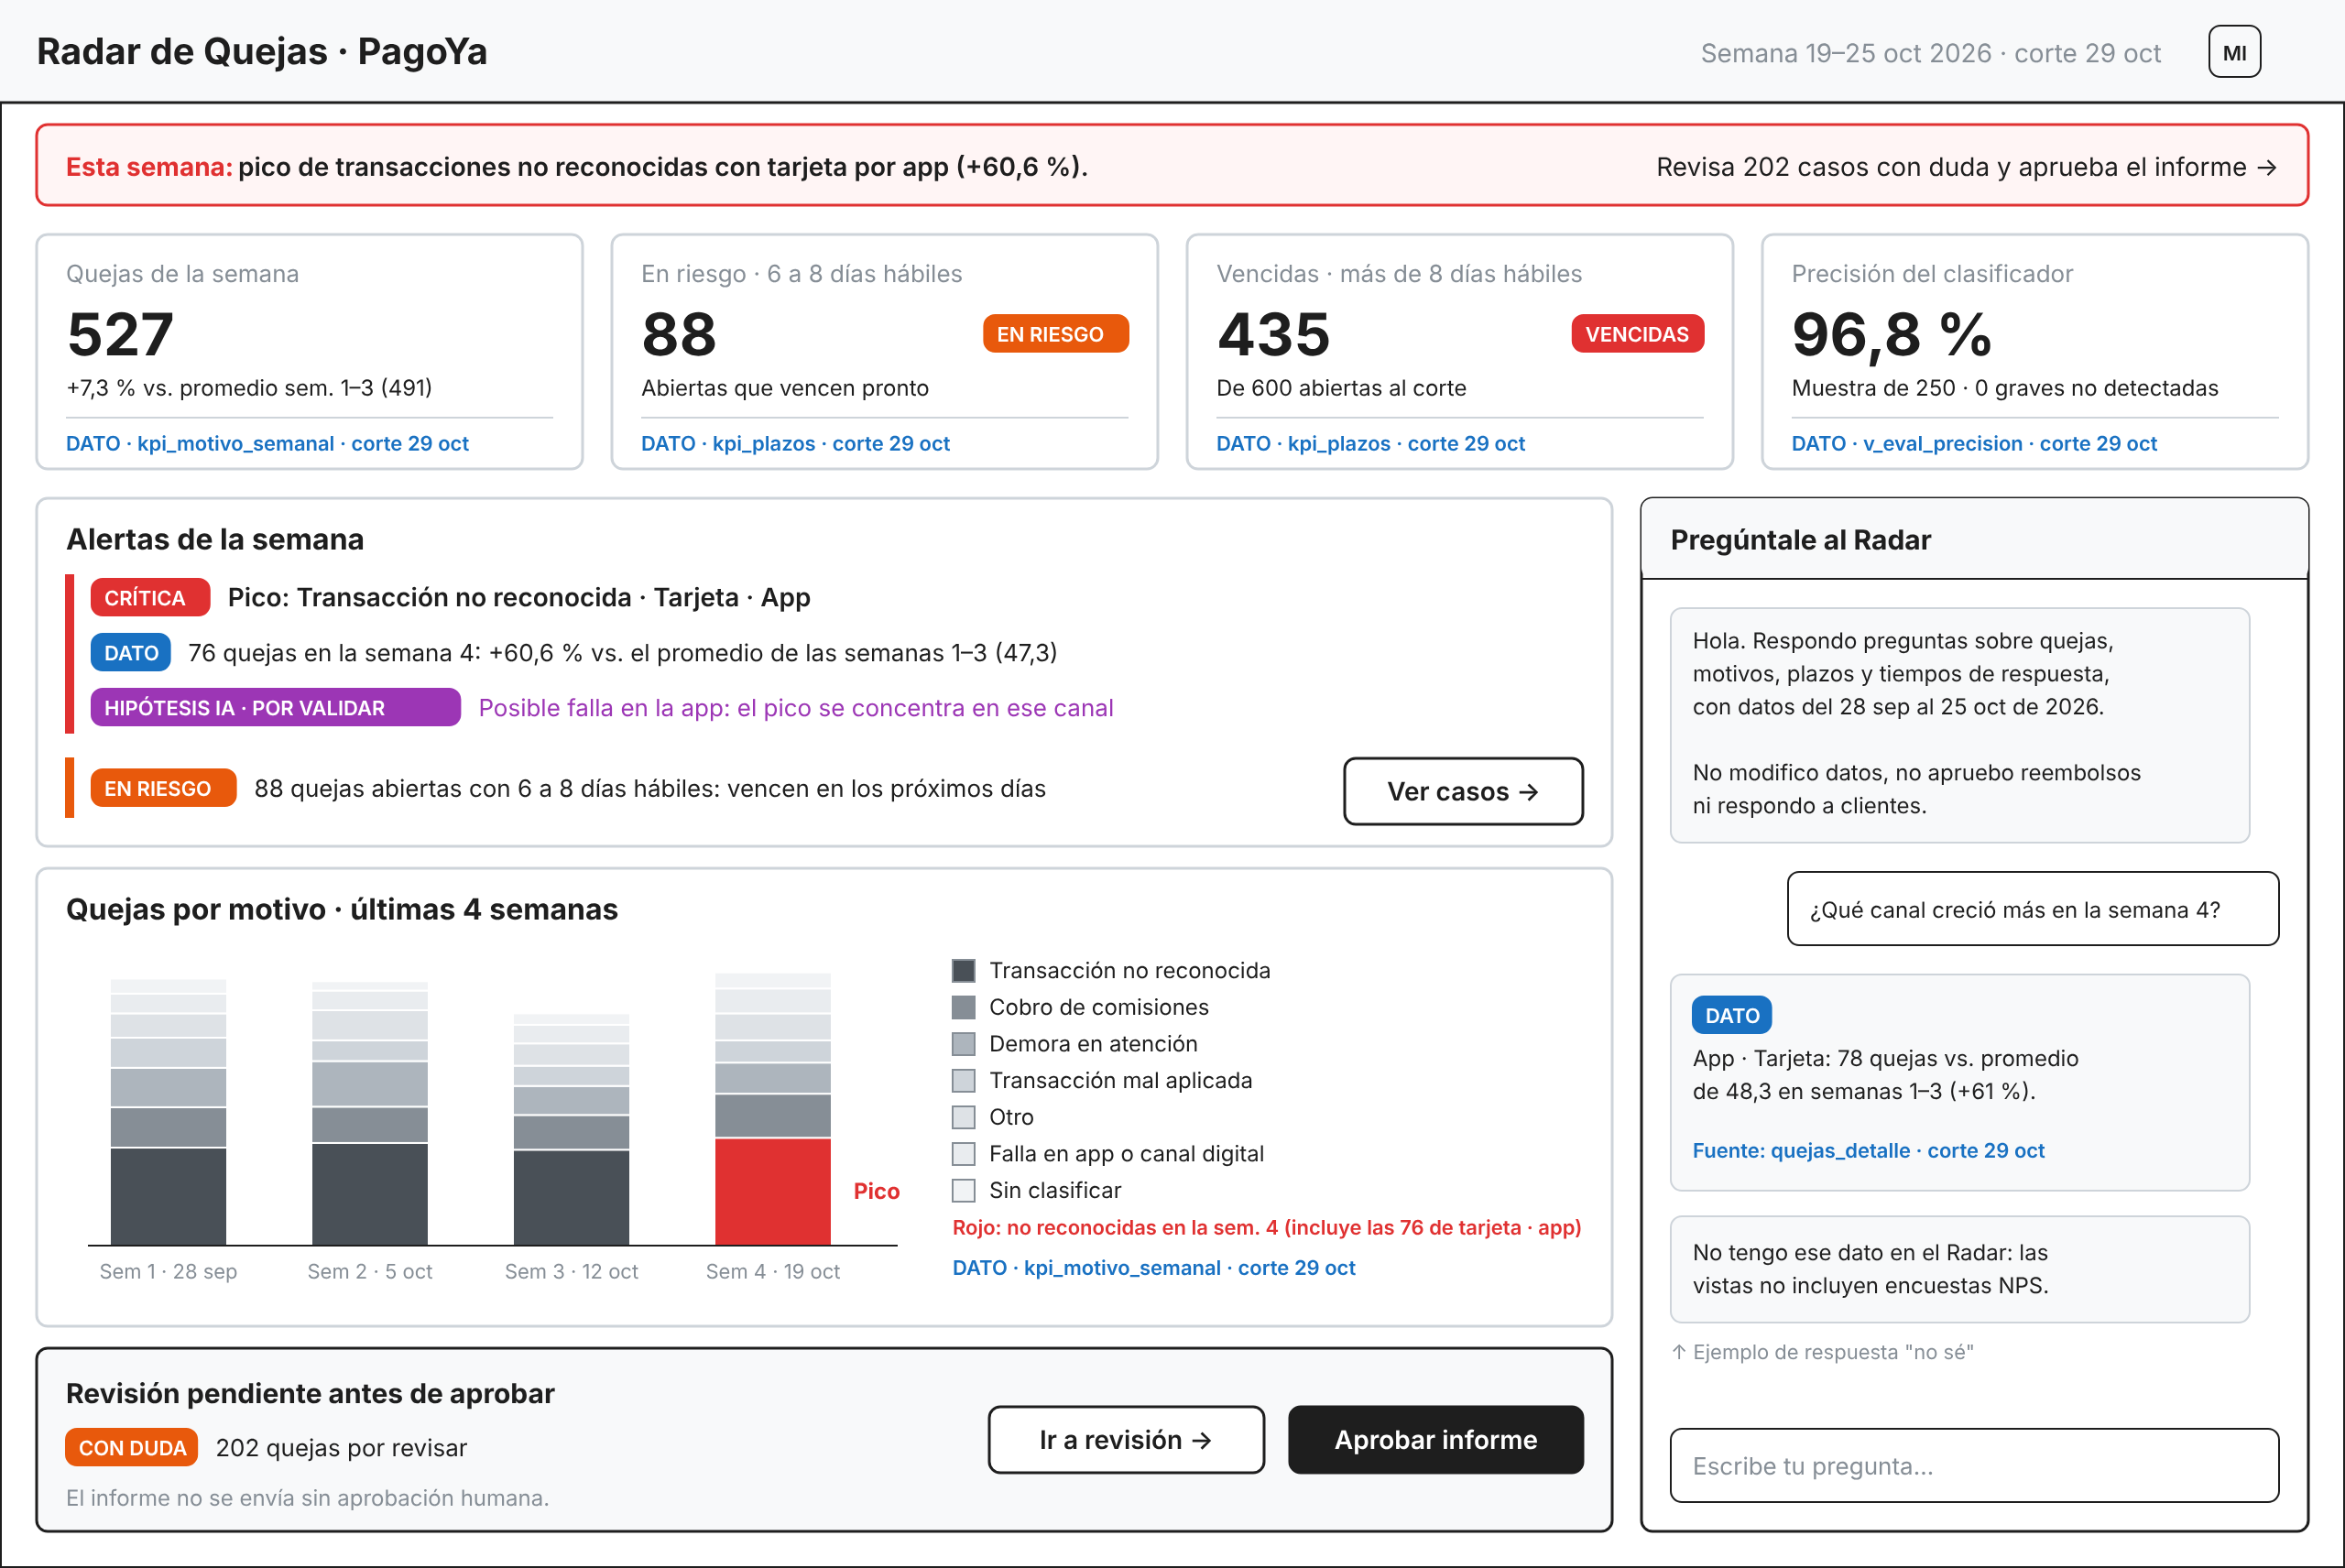 Radar de Quejas · PagoYa
Semana 19–25 oct 2026 · corte 29 oct
MI
Esta semana: pico de transacciones no reconocidas con tarjeta por app (+60,6 %).
Revisa 202 casos con duda y aprueba el informe →
Quejas de la semana
527
+7,3 % vs. promedio sem. 1–3 (491)
DATO · kpi_motivo_semanal · corte 29 oct
En riesgo · 6 a 8 días hábiles
88
EN RIESGO
Abiertas que vencen pronto
DATO · kpi_plazos · corte 29 oct
Vencidas · más de 8 días hábiles
435
VENCIDAS
De 600 abiertas al corte
DATO · kpi_plazos · corte 29 oct
Precisión del clasificador
96,8 %
Muestra de 250 · 0 graves no detectadas
DATO · v_eval_precision · corte 29 oct
Alertas de la semana
CRÍTICA Pico: Transacción no reconocida · Tarjeta · App
DATO 76 quejas en la semana 4: +60,6 % vs. el promedio de las semanas 1–3 (47,3)
HIPÓTESIS IA · POR VALIDAR Posible falla en la app: el pico se concentra en ese canal
EN RIESGO 88 quejas abiertas con 6 a 8 días hábiles: vencen en los próximos días
Ver casos →
Quejas por motivo · últimas 4 semanas
Pico
Sem 1 · 28 sep
Sem 2 · 5 oct
Sem 3 · 12 oct
Sem 4 · 19 oct
Transacción no reconocida
Cobro de comisiones
Demora en atención
Transacción mal aplicada
Otro
Falla en app o canal digital
Sin clasificar
Rojo: no reconocidas en la sem. 4 (incluye las 76 de tarjeta · app)
DATO · kpi_motivo_semanal · corte 29 oct
Revisión pendiente antes de aprobar
CON DUDA 202 quejas por revisar
El informe no se envía sin aprobación humana.
Ir a revisión →
Aprobar informe
Pregúntale al Radar
Hola. Respondo preguntas sobre quejas,
motivos, plazos y tiempos de respuesta,
con datos del 28 sep al 25 oct de 2026.
No modifico datos, no apruebo reembolsos
ni respondo a clientes.
¿Qué canal creció más en la semana 4?
DATO
App · Tarjeta: 78 quejas vs. promedio
de 48,3 en semanas 1–3 (+61 %).
Fuente: quejas_detalle · corte 29 oct
No tengo ese dato en el Radar: las
vistas no incluyen encuestas NPS.
↑ Ejemplo de respuesta "no sé"
Escribe tu pregunta...